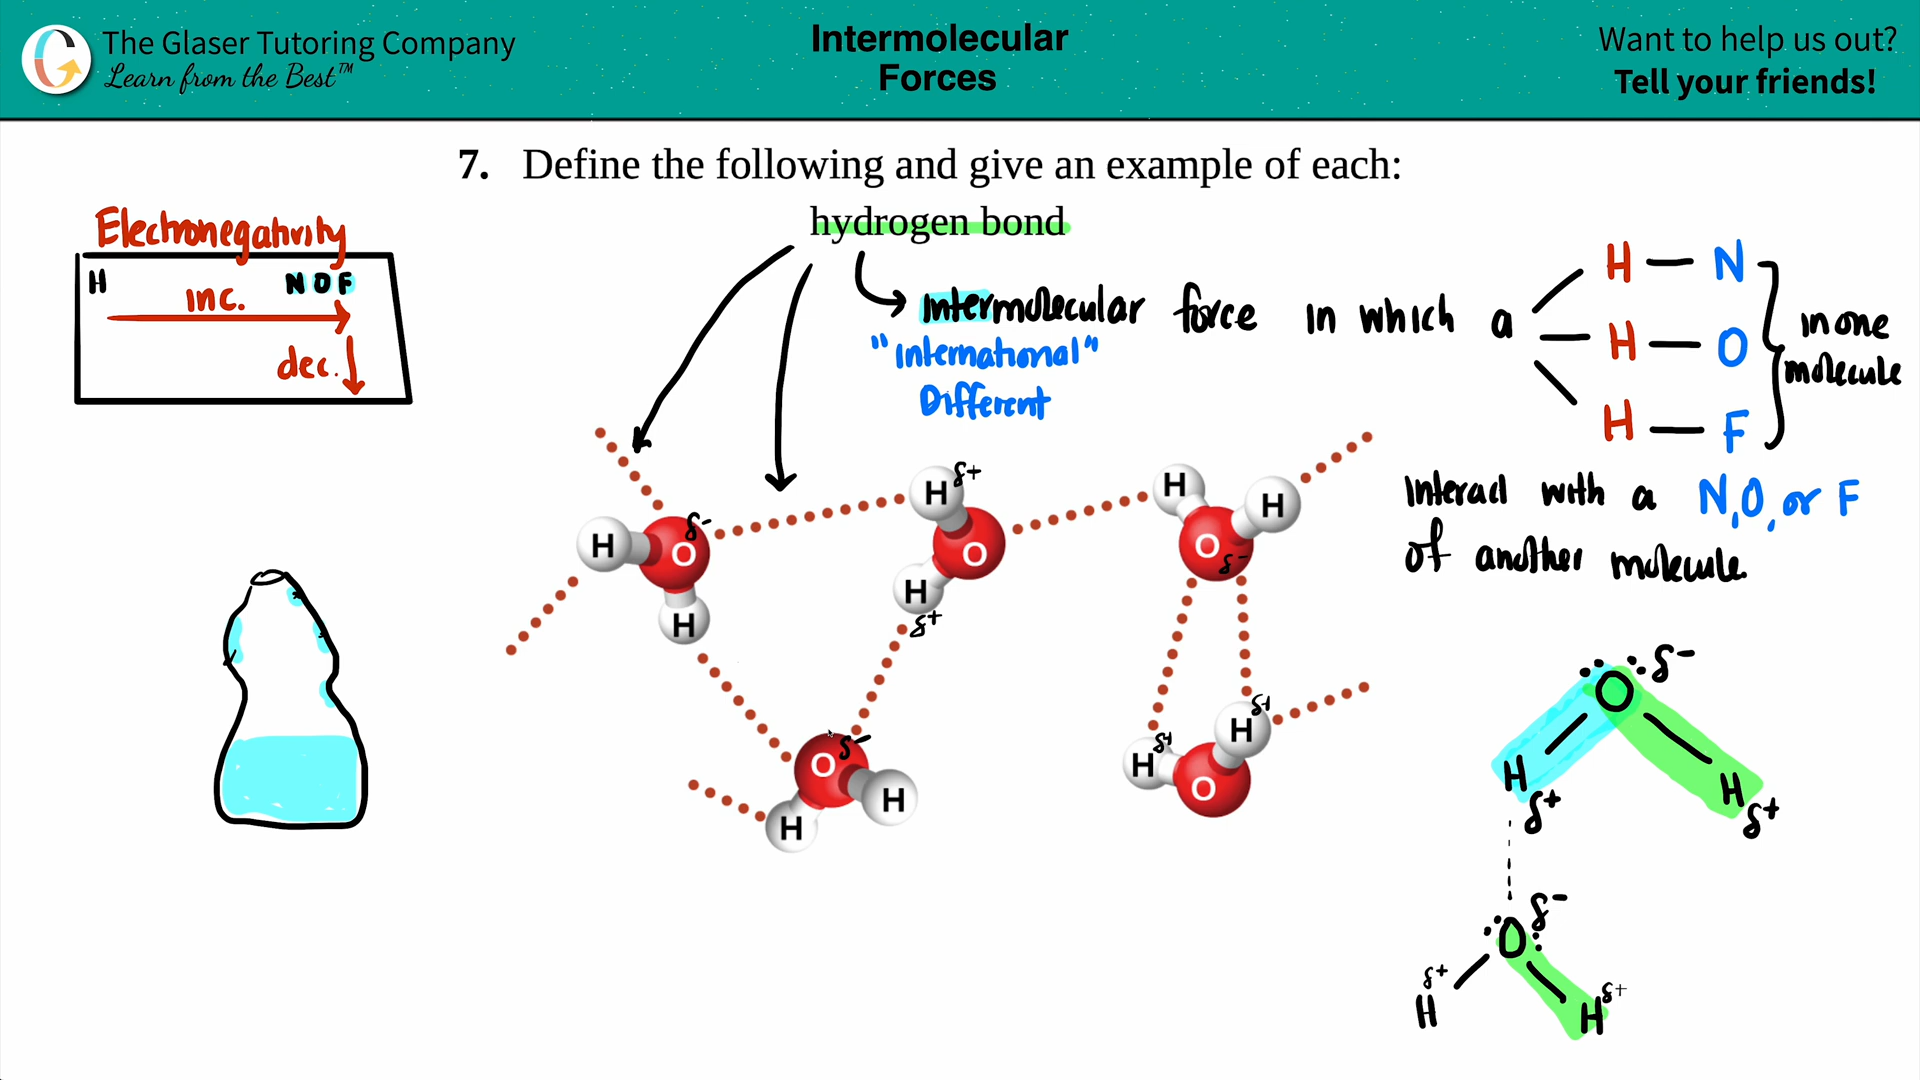 The Glaser Tutoring Company
Learn from the Best™
Intermolecular
Forces
Want to help us out?
Tell your friends!
7. Define the following and give an example of each:
hydrogen bond
Electronegativity
H N O F
inc.
dec.
Intermolecular force in which a
"International"
Different
H — N
H — O
H — F
in one
molecule
Interact with a N, O, or F
of another molecule.
H O δ-
H
H δ+
O
H δ+
H H
O δ-
O δ-
H H
H δ+ H δ+
O
O δ-
H δ+ H δ+
O δ-
H δ+ H δ+